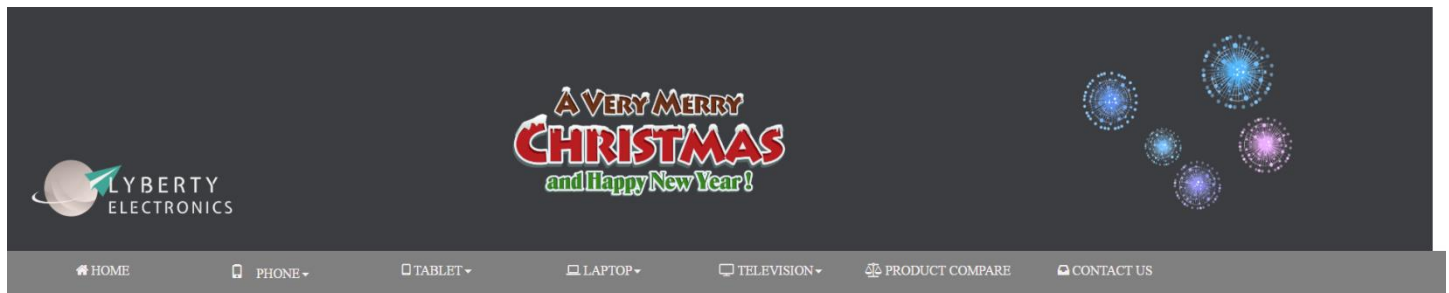 A VERY MERRY
CHRISTMAS
and Happy New Year !
LYBERTY
ELECTRONICS
HOME PHONE TABLET LAPTOP TELEVISION PRODUCT COMPARE CONTACT US